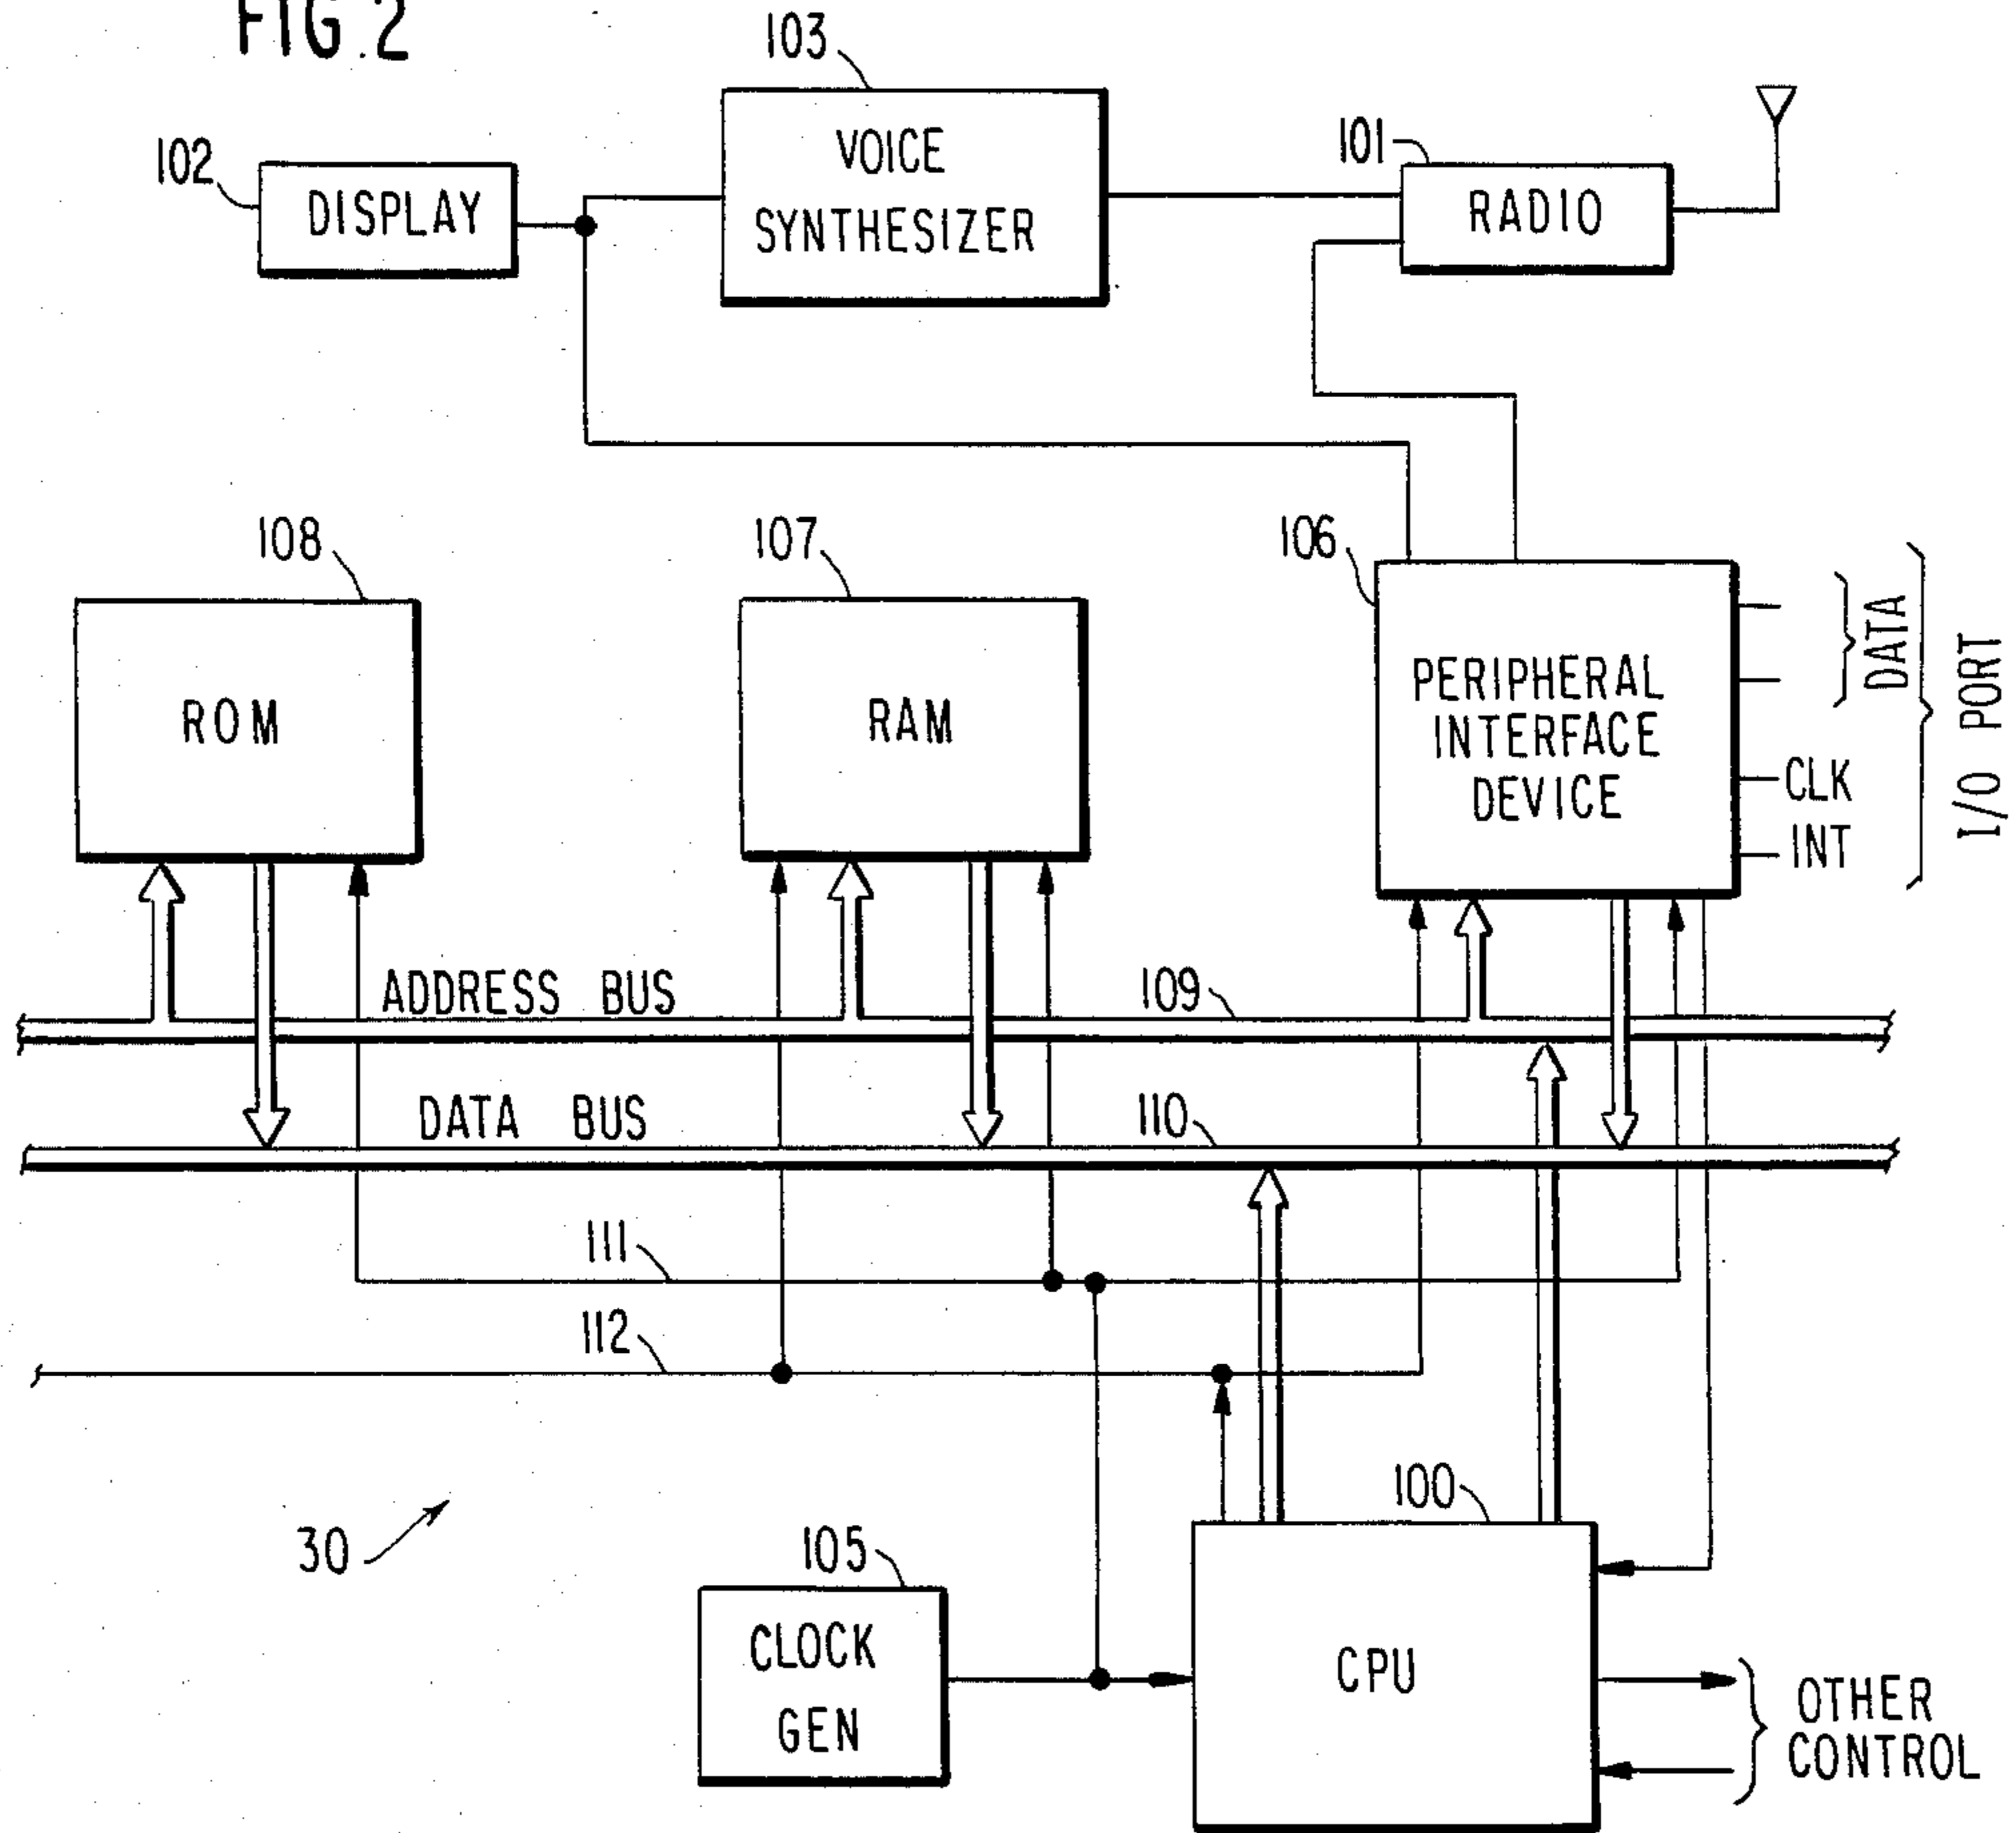 FIG.2
103
VOICE
SYNTHESIZER
102
DISPLAY
101
RADIO
108
ROM
107
RAM
106
PERIPHERAL
INTERFACE
DEVICE
DATA
CLK
INT
I/O PORT
ADDRESS BUS
109
DATA BUS
110
111
112
30
105
CLOCK
GEN
100
CPU
OTHER
CONTROL